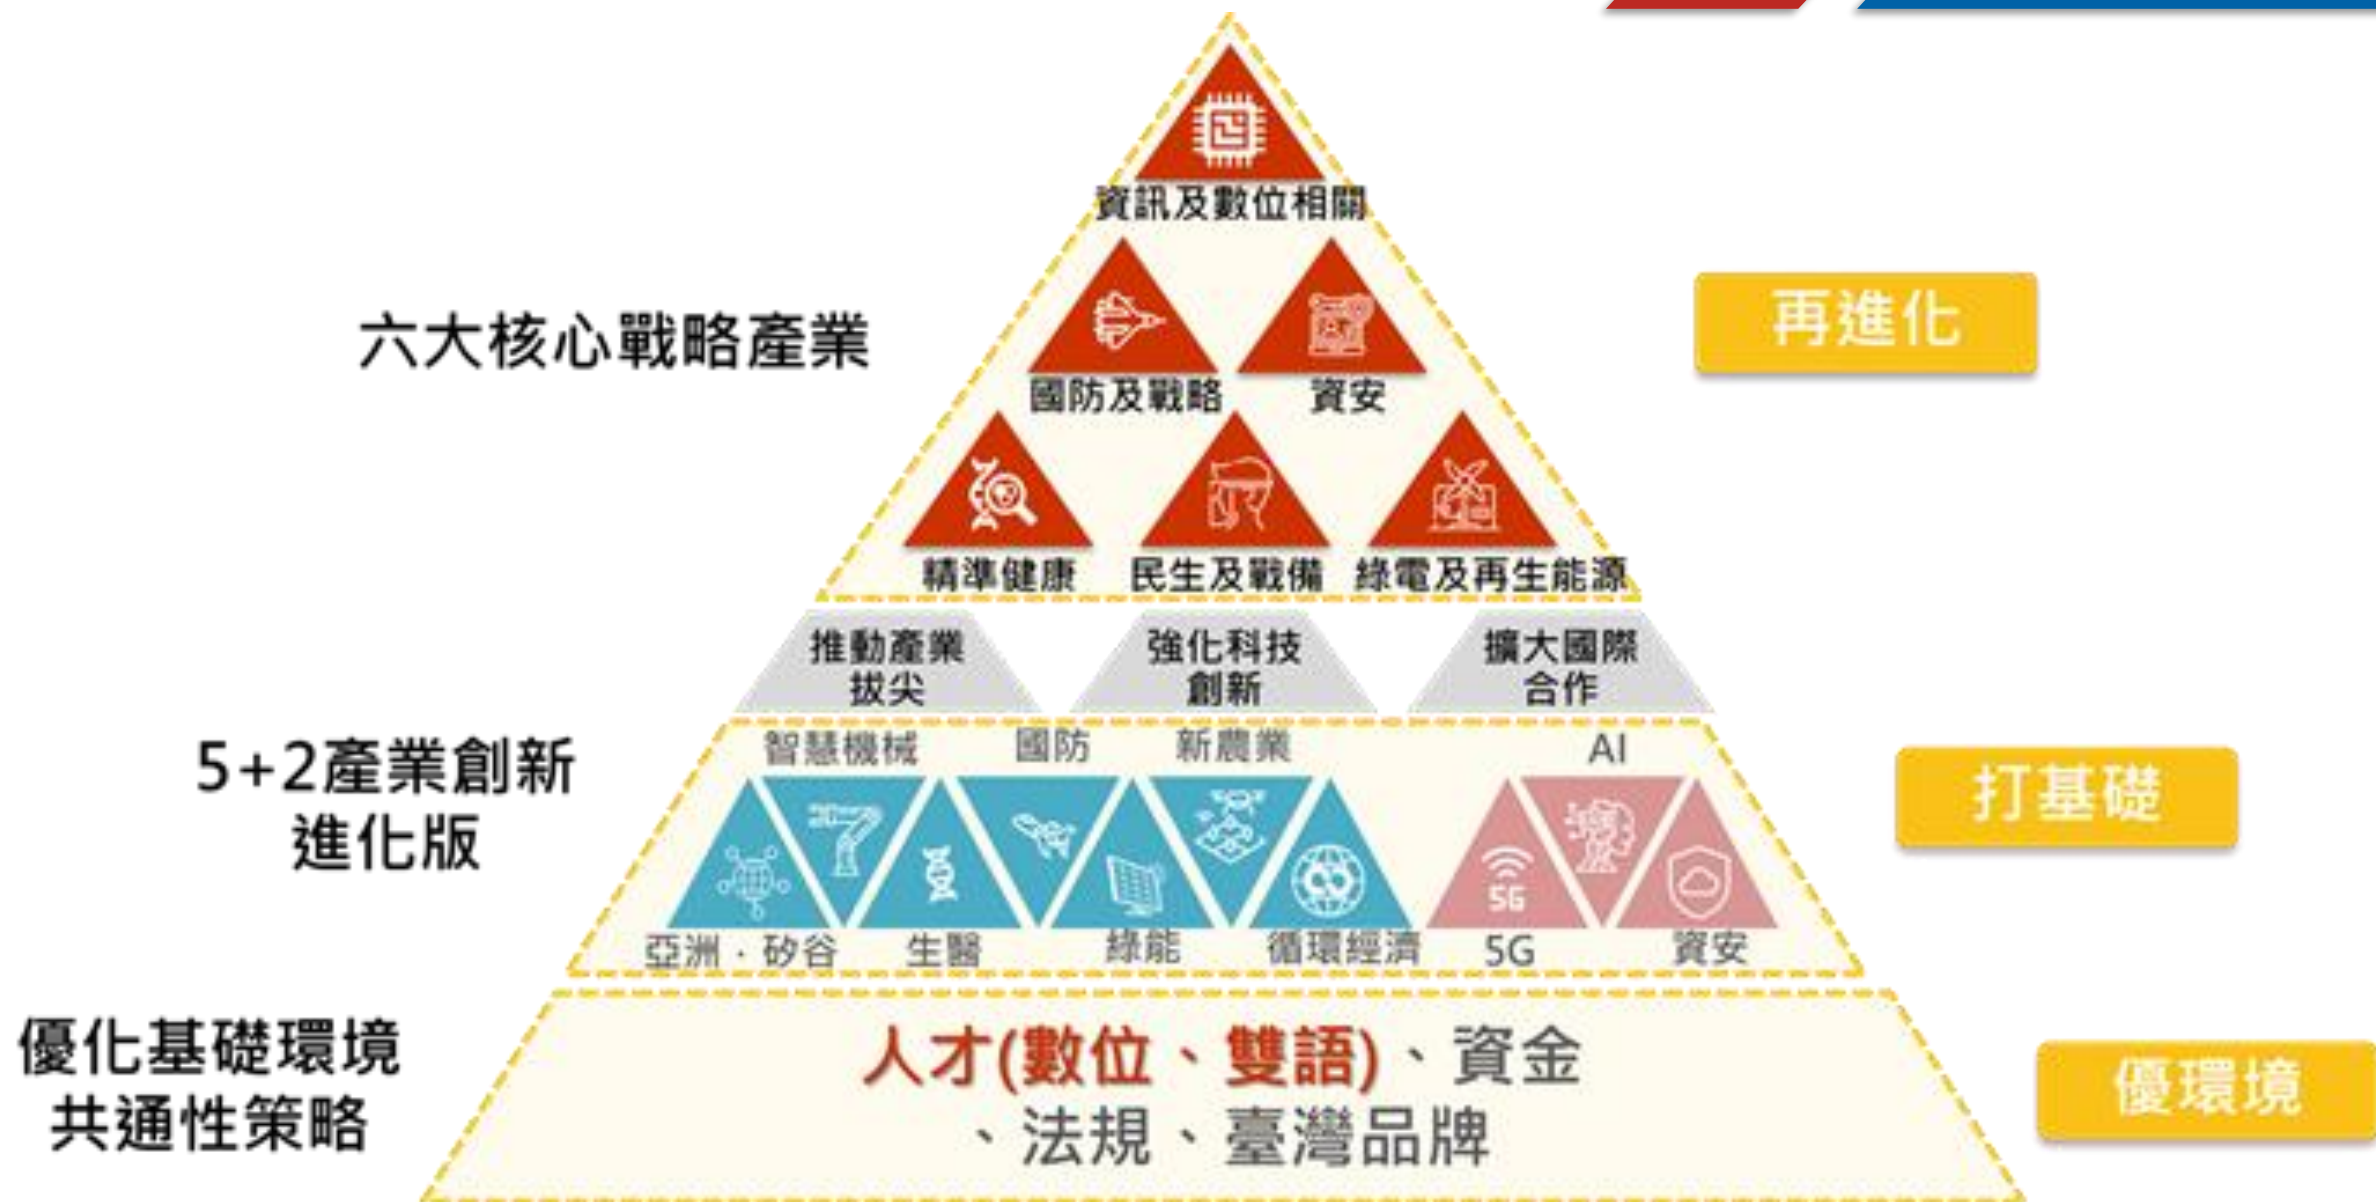 資訊及數位相關
六大核心戰略產業
再進化
國防及戰略
資安
精準健康
民生及戰備
綠電及再生能源
推動產業
拔尖
強化科技
創新
擴大國際
合作
5+2產業創新
進化版
打基礎
智慧機械
國防
新農業
AI
5G
亞洲．矽谷
生醫
綠能
循環經濟
5G
資安
優化基礎環境
共通性策略
優環境
人才(數位、雙語)、資金
、法規、臺灣品牌